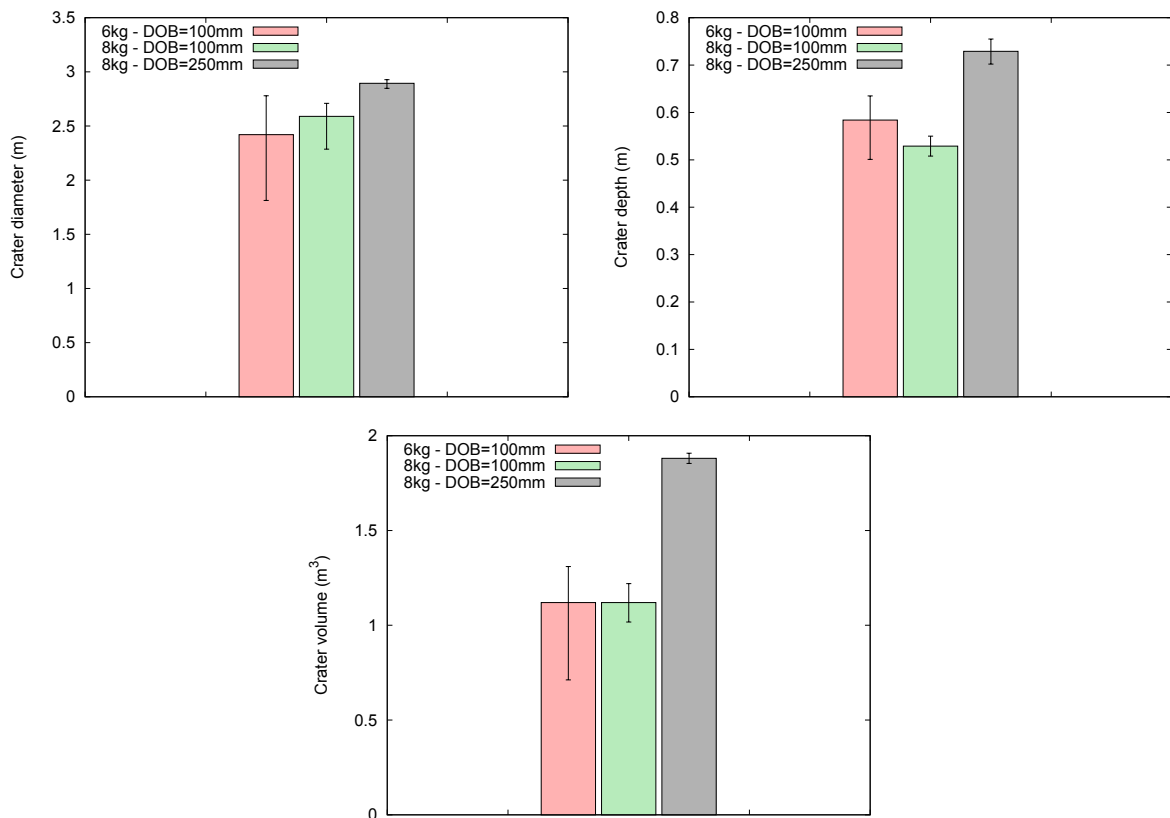 3.5
3
2.5
2
1.5
1
0.5
0
Crater diameter (m)
6kg - DOB=100mm
8kg - DOB=100mm
8kg - DOB=250mm
0.8
0.7
0.6
0.5
0.4
0.3
0.2
0.1
0
Crater depth (m)
6kg - DOB=100mm
8kg - DOB=100mm
8kg - DOB=250mm
2
1.5
1
0.5
0
Crater volume (m³)
6kg - DOB=100mm
8kg - DOB=100mm
8kg - DOB=250mm